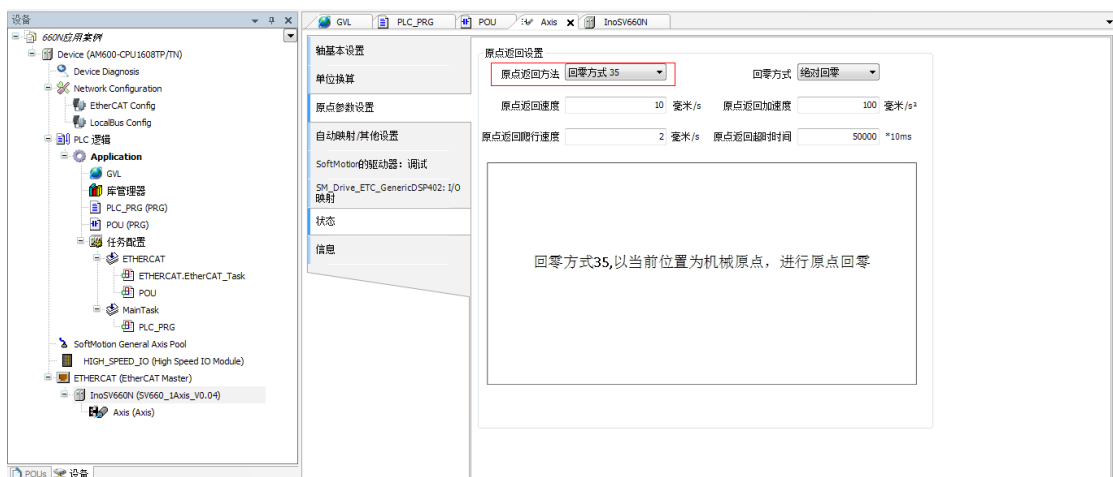 设备
660N应用案例
Device (AM600-CPU1608TP/TN)
Device Diagnosis
Network Configuration
EtherCAT Config
LocalBus Config
PLC 逻辑
Application
GVL
库管理器
PLC_PRG (PRG)
POU (PRG)
任务配置
ETHERCAT
ETHERCAT.EtherCAT_Task
POU
MainTask
PLC_PRG
SoftMotion General Axis Pool
HIGH_SPEED_IO (High Speed IO Module)
ETHERCAT (EtherCAT Master)
InoSV660N (SV660_1Axis_V0.04)
Axis (Axis)
POUs 设备
GVL PLC_PRG POU Axis InoSV660N
轴基本设置
单位换算
原点参数设置
自动映射/其他设置
SoftMotion的驱动器: 调试
SM_Drive_ETC_GenericDSP402: I/O
映射
状态
信息
原点返回设置
原点返回方法 回零方式 35 回零方式 绝对回零
原点返回速度 10 毫米/s 原点返回加速度 100 毫米/s²
原点返回爬行速度 2 毫米/s 原点返回超时时间 50000 *10ms
回零方式35,以当前位置为机械原点，进行原点回零